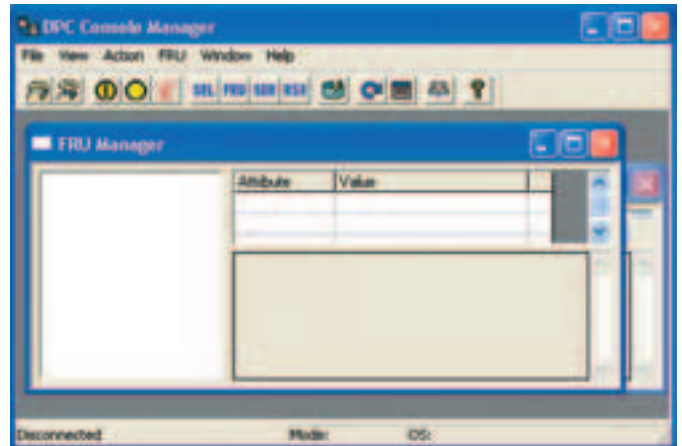 DPC Console Manager
File View Action FRU Window Help
SEL FRU SDR RSA
FRU Manager
Attribute Value
Disconnected Mode: OS: